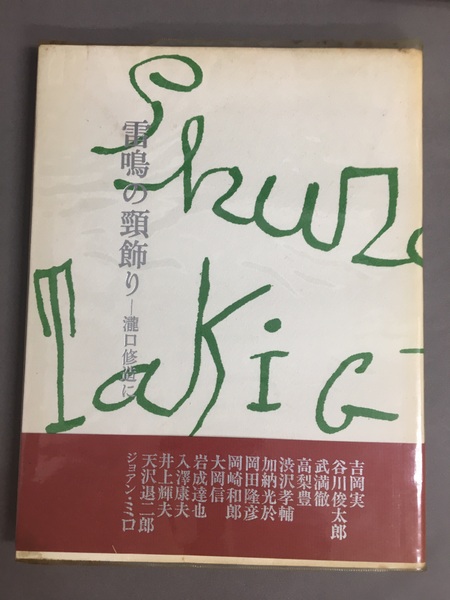 Shuzo
TaKiG
雷鳴の頸飾り—瀧口修造に
吉岡実
谷川俊太郎
武満徹
高梨豊
渋沢孝輔
加納光於
岡田隆彦
岡崎和郎
大岡信
岩成達也
入澤康夫
井上輝夫
天沢退二郎
ジョアン・ミロ